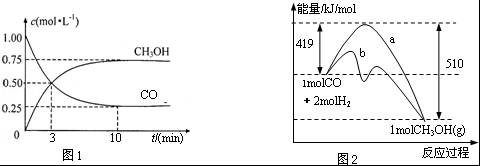 c(mol·L⁻¹)
1.00
0.75
0.50
0.25
0
CH₃OH
CO
3
10
t/(min)
图1
能量/kJ/mol
419
a
b
510
1molCO
+ 2molH₂
1molCH₃OH(g)
反应过程
图2